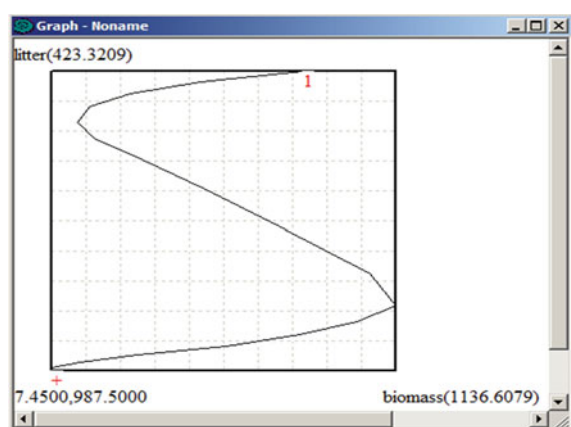 Graph - Noname
litter(423.3209)
1
+
7.4500,987.5000 biomass(1136.6079)